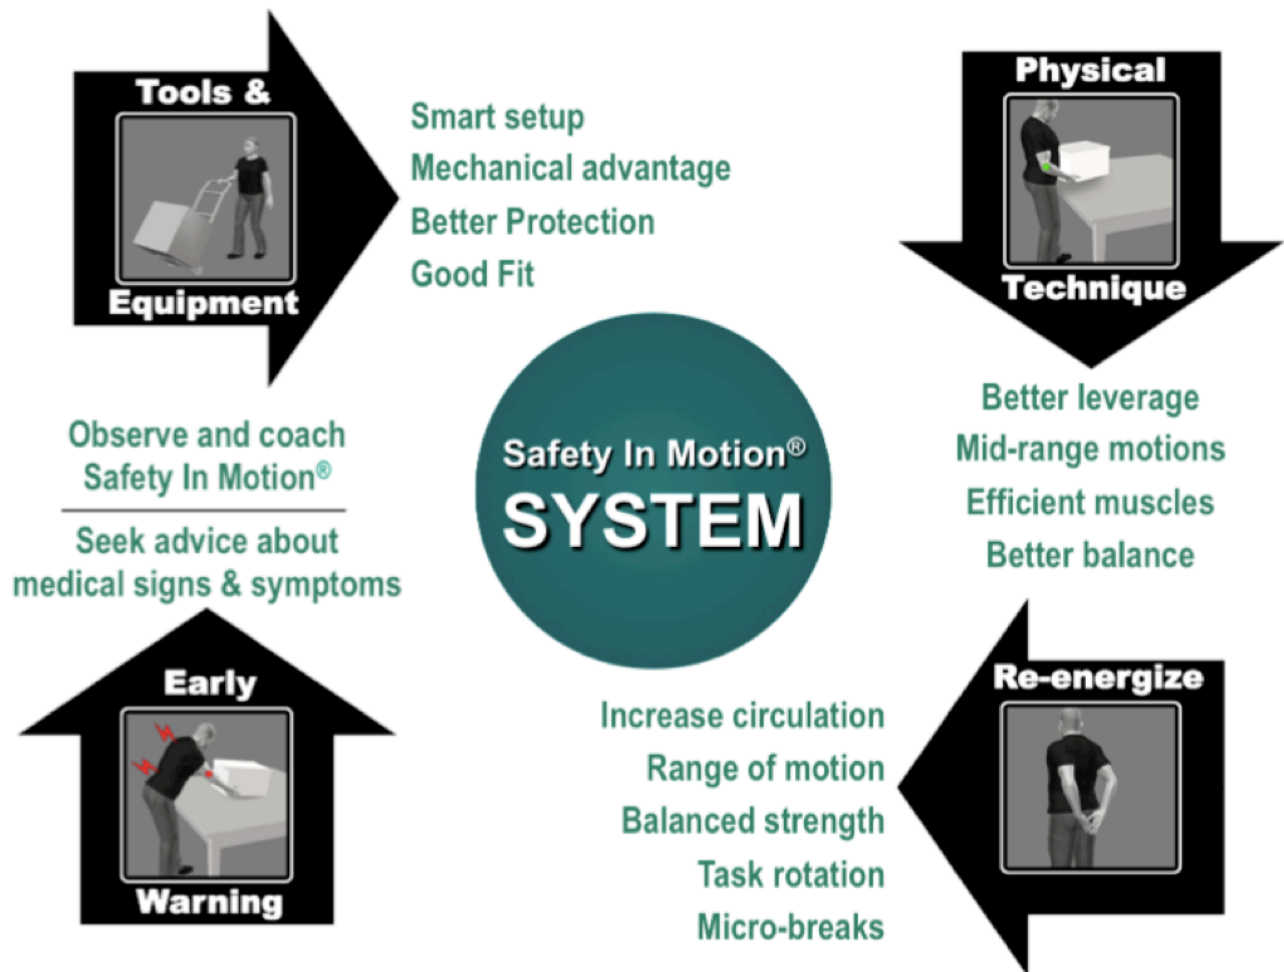 Tools &
Equipment
Smart setup
Mechanical advantage
Better Protection
Good Fit
Physical
Technique
Better leverage
Mid-range motions
Efficient muscles
Better balance
Safety In Motion®
SYSTEM
Re-energize
Increase circulation
Range of motion
Balanced strength
Task rotation
Micro-breaks
Early
Warning
Observe and coach
Safety In Motion®
Seek advice about
medical signs & symptoms